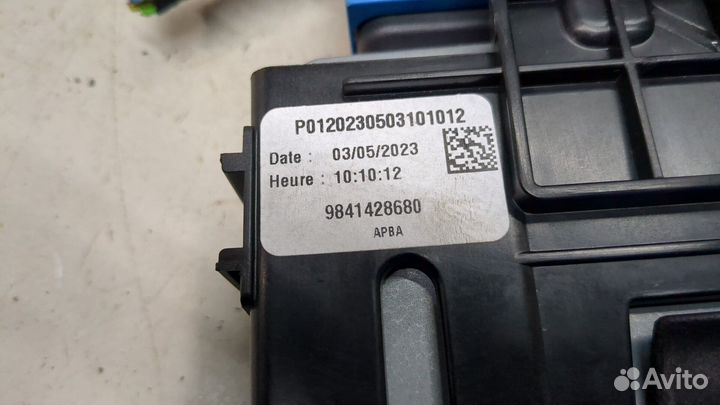 P0120230503101012
Date : 03/05/2023
Heure : 10:10:12
9841428680
APBA
Avito